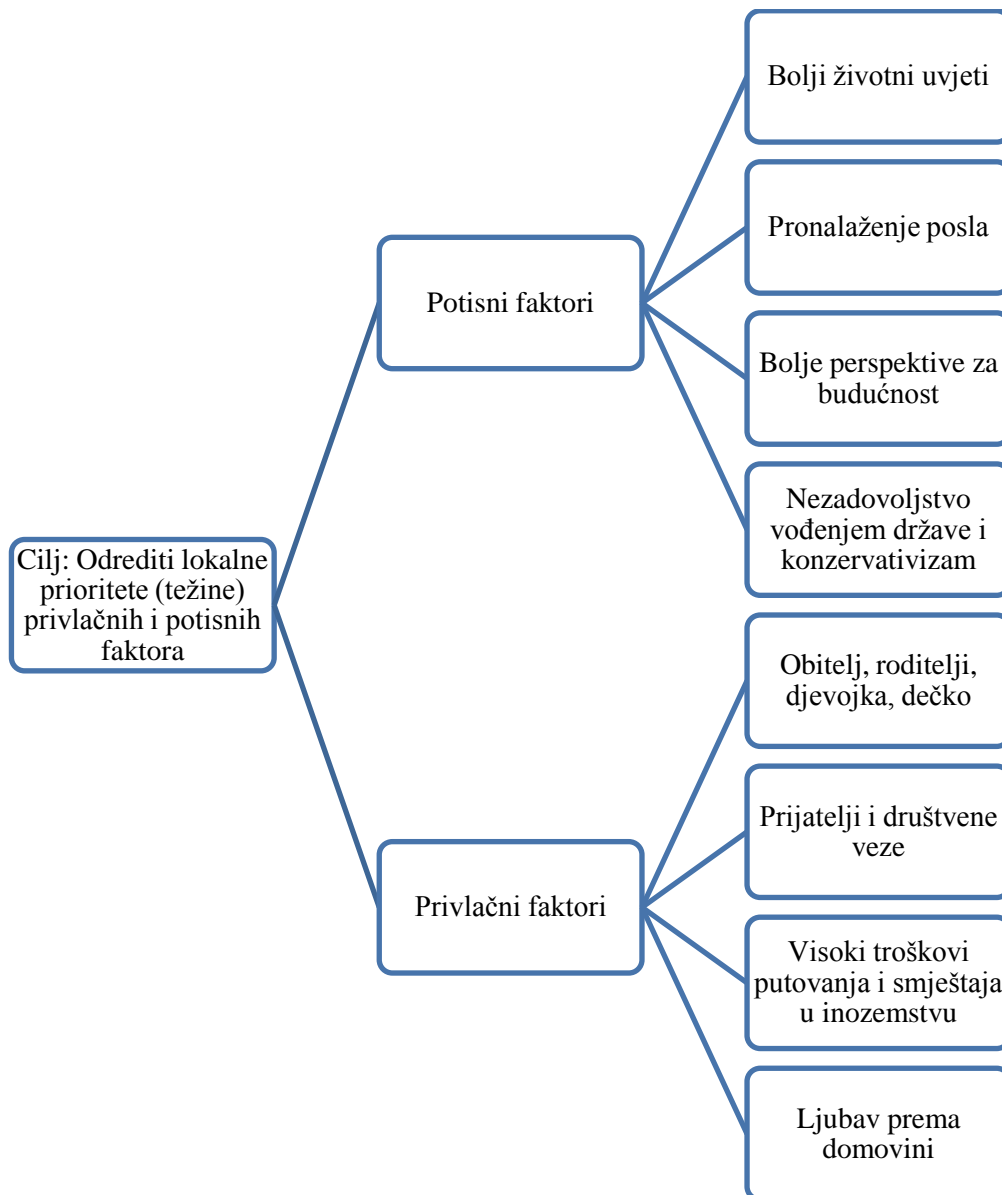 Cilj: Odrediti lokalne
prioritete (težine)
privlačnih i potisnih
faktora
Potisni faktori
Bolji životni uvjeti
Pronalaženje posla
Bolje perspektive za
budućnost
Nezadovoljstvo
vođenjem države i
konzervativizam
Privlačni faktori
Obitelj, roditelji,
djevojka, dečko
Prijatelji i društvene
veze
Visoki troškovi
putovanja i smještaja
u inozemstvu
Ljubav prema
domovini